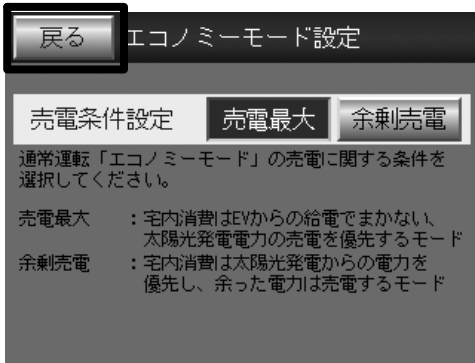 戻る エコノミーモード設定
売電条件設定 売電最大 余剰売電
通常運転「エコノミーモード」の売電に関する条件を
選択してください。
売電最大 ：宅内消費はEVからの給電でまかない、
太陽光発電電力の売電を優先するモード
余剰売電 ：宅内消費は太陽光発電からの電力を
優先し、余った電力は売電するモード